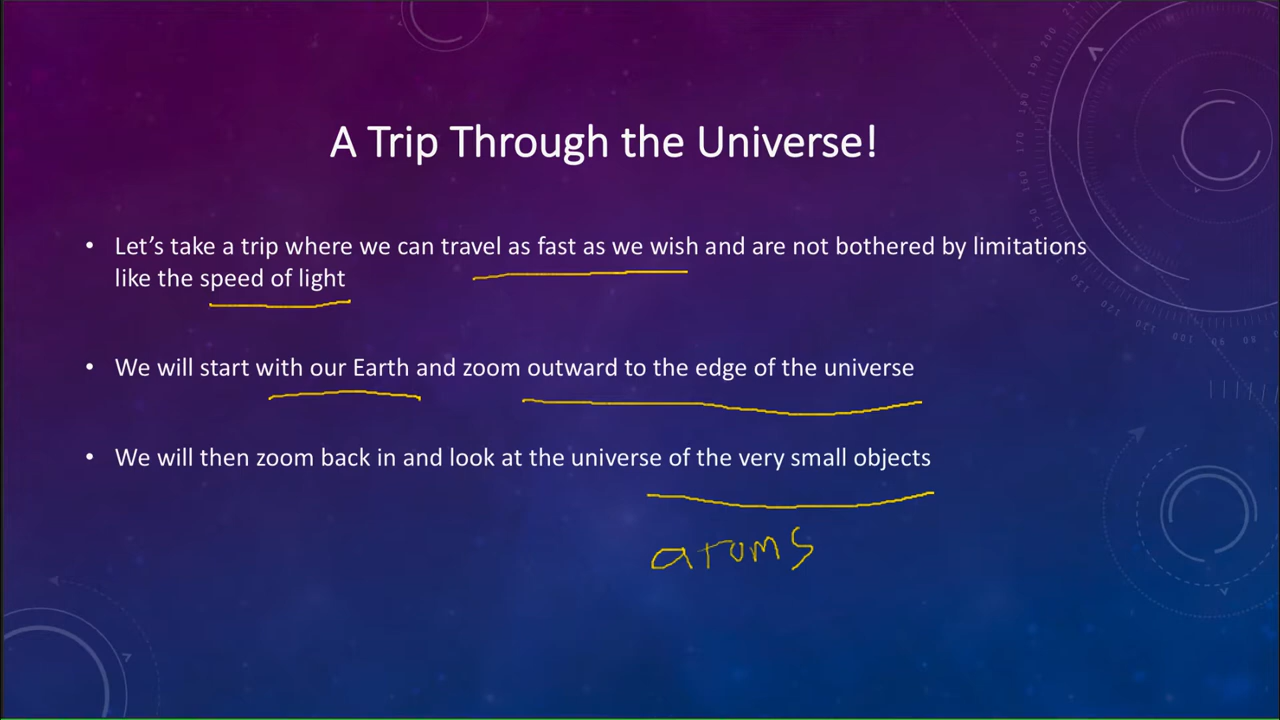 A Trip Through the Universe!
• Let's take a trip where we can travel as fast as we wish and are not bothered by limitations
like the speed of light
• We will start with our Earth and zoom outward to the edge of the universe
• We will then zoom back in and look at the universe of the very small objects
atoms